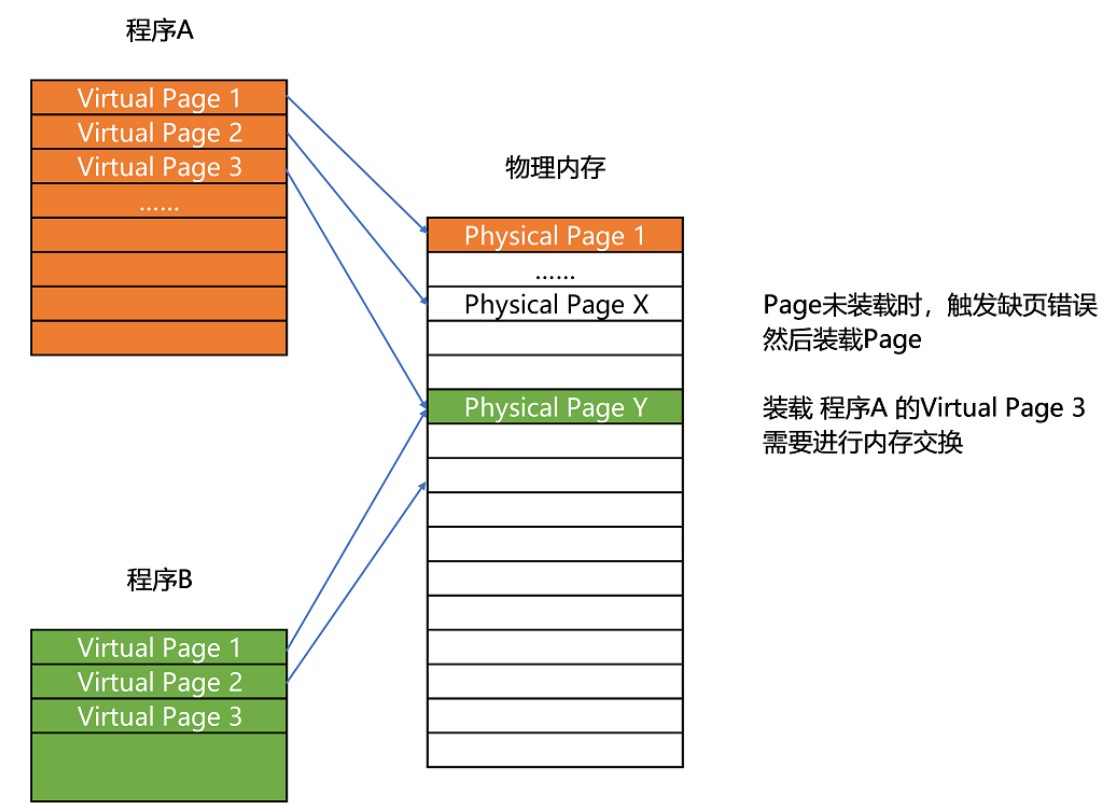 程序A
Virtual Page 1
Virtual Page 2
Virtual Page 3
……
物理内存
Physical Page 1
……
Physical Page X
Physical Page Y
Page未装载时，触发缺页错误
然后装载Page
装载 程序A 的Virtual Page 3
需要进行内存交换
程序B
Virtual Page 1
Virtual Page 2
Virtual Page 3